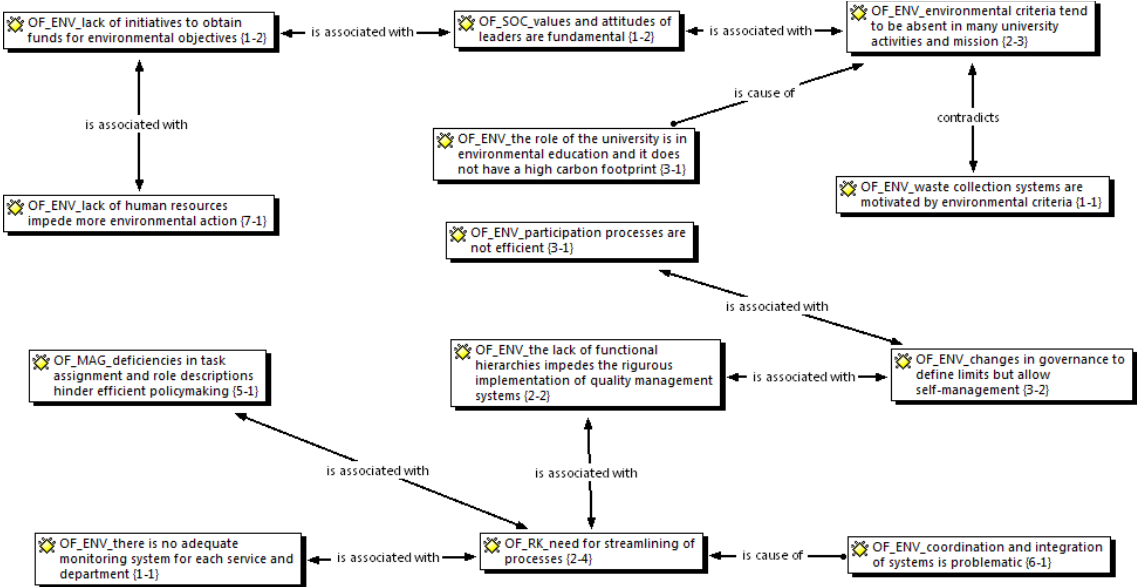 OF_ENV_lack of initiatives to obtain
funds for environmental objectives {1-2}
is associated with
OF_SOC_values and attitudes of
leaders are fundamental {1-2}
is associated with
OF_ENV_environmental criteria tend
to be absent in many university
activities and mission {2-3}
is cause of
is associated with
contradicts
OF_ENV_the role of the university is in
environmental education and it does
not have a high carbon footprint {3-1}
OF_ENV_lack of human resources
impede more environmental action {7-1}
OF_ENV_waste collection systems are
motivated by environmental criteria {1-1}
OF_ENV_participation processes are
not efficient {3-1}
is associated with
OF_MAG_deficiencies in task
assignment and role descriptions
hinder efficient policymaking {5-1}
OF_ENV_the lack of functional
hierarchies impedes the rigurous
implementation of quality management
systems {2-2}
is associated with
OF_ENV_changes in governance to
define limits but allow
self-management {3-2}
is associated with
is associated with
OF_ENV_there is no adequate
monitoring system for each service and
department {1-1}
is associated with
OF_RK_need for streamlining of
processes {2-4}
is cause of
OF_ENV_coordination and integration
of systems is problematic {6-1}